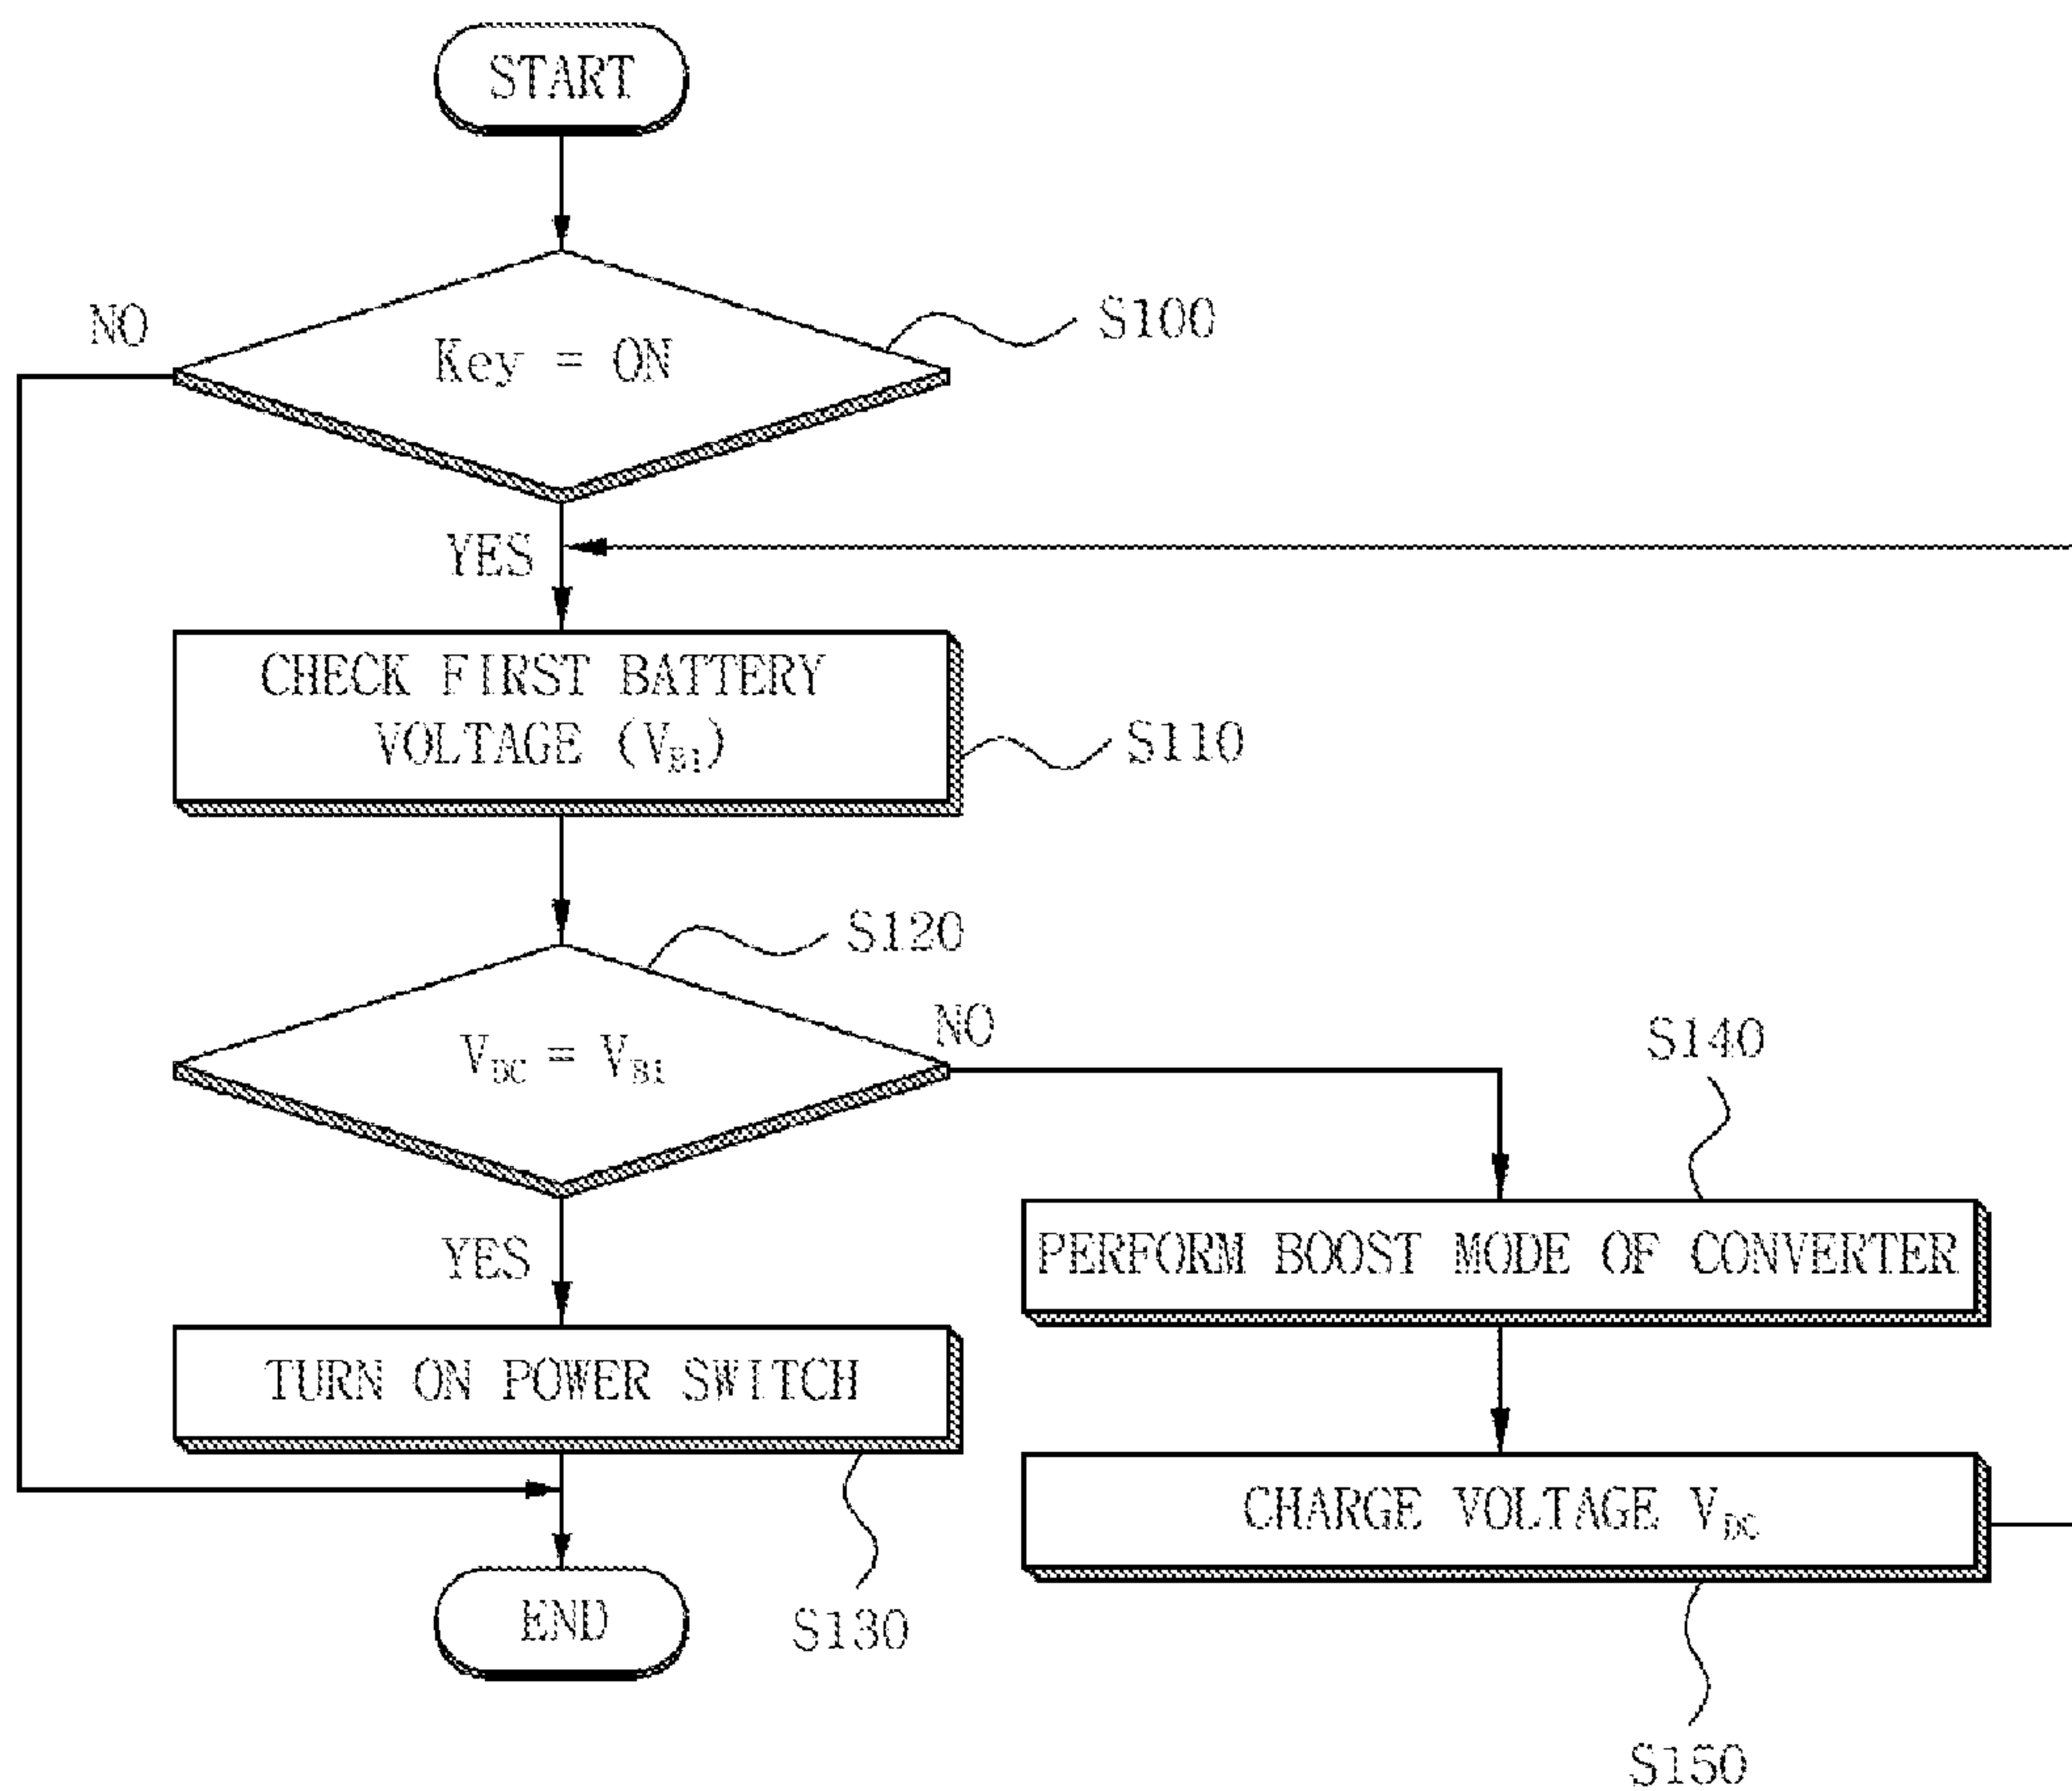 START
NO
Key = ON
S100
YES
CHECK FIRST BATTERY
VOLTAGE (VB1)
S110
S120
VDC = VB1
NO
S140
YES
PERFORM BOOST MODE OF CONVERTER
TURN ON POWER SWITCH
CHARGE VOLTAGE VDC
END
S130
S150